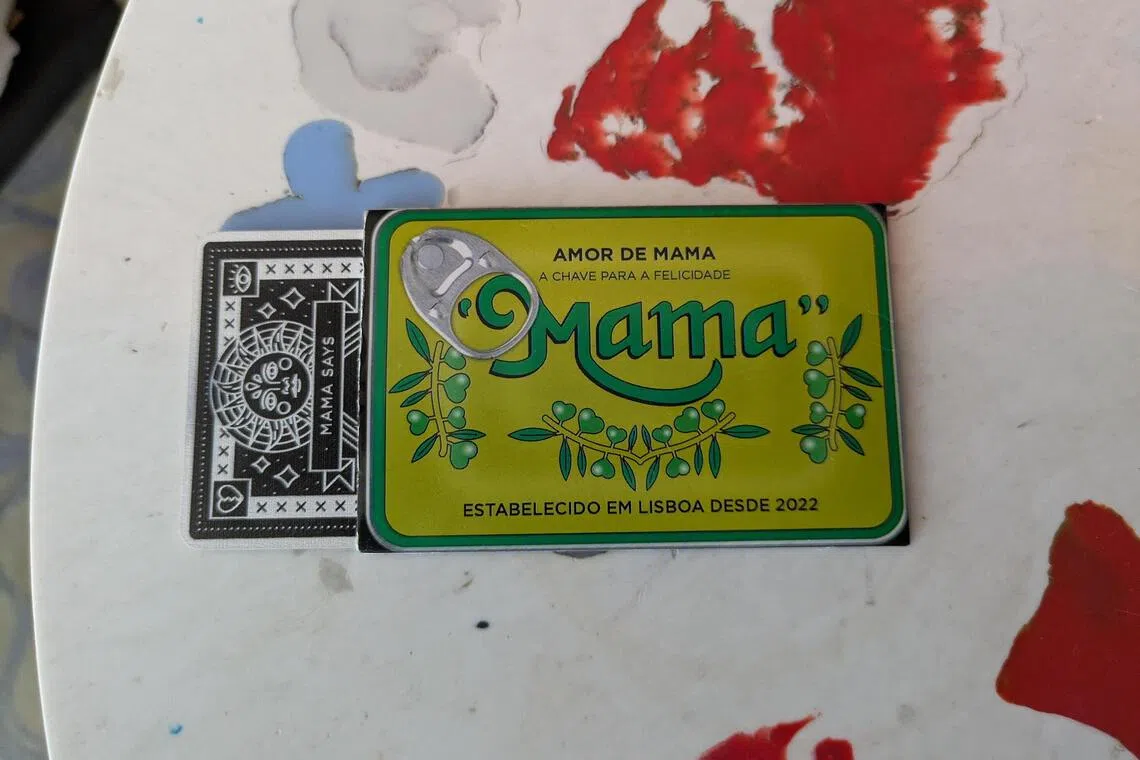 MAMA SAYS
AMOR DE MAMA
A CHAVE PARA A FELICIDADE
“Mama”
ESTABELECIDO EM LISBOA DESDE 2022